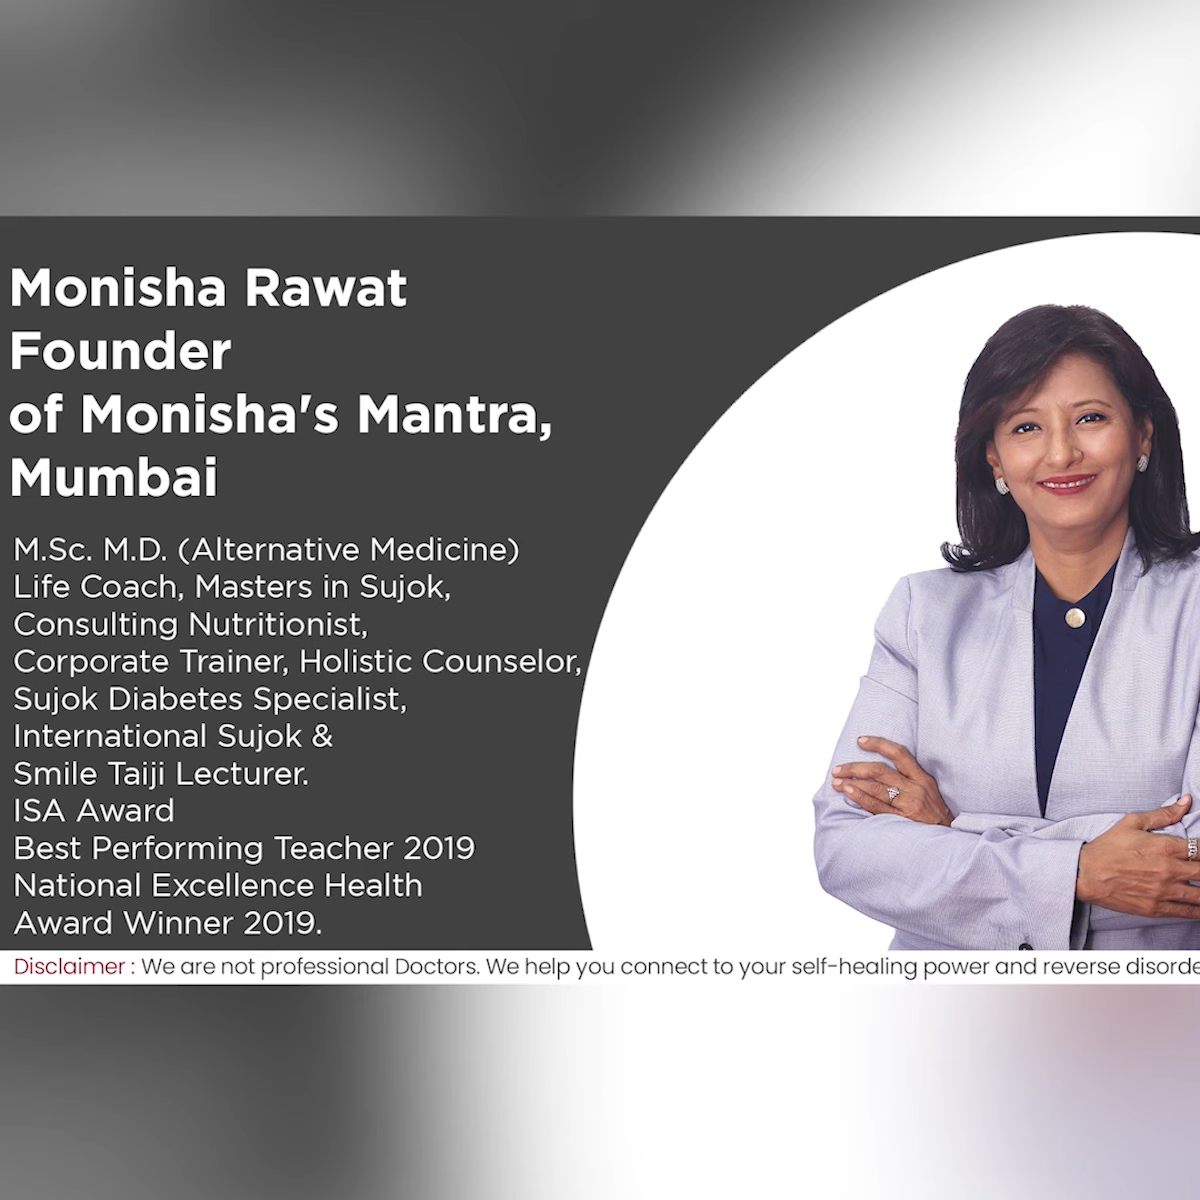 Monisha Rawat
Founder
of Monisha's Mantra,
Mumbai
M.Sc. M.D. (Alternative Medicine)
Life Coach, Masters in Sujok,
Consulting Nutritionist,
Corporate Trainer, Holistic Counselor,
Sujok Diabetes Specialist,
International Sujok &
Smile Taiji Lecturer.
ISA Award
Best Performing Teacher 2019
National Excellence Health
Award Winner 2019.
Disclaimer : We are not professional Doctors. We help you connect to your self-healing power and reverse